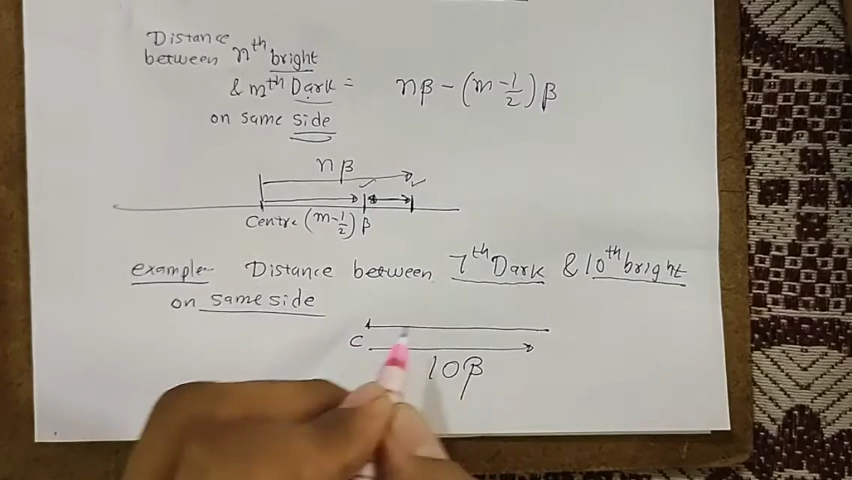 Distance
between nth bright
& mth Dark = nβ - (m - 1/2) β
on same side
nβ
Centre (m - 1/2) β
example- Distance between 7th Dark & 10th bright
on same side
C
10β